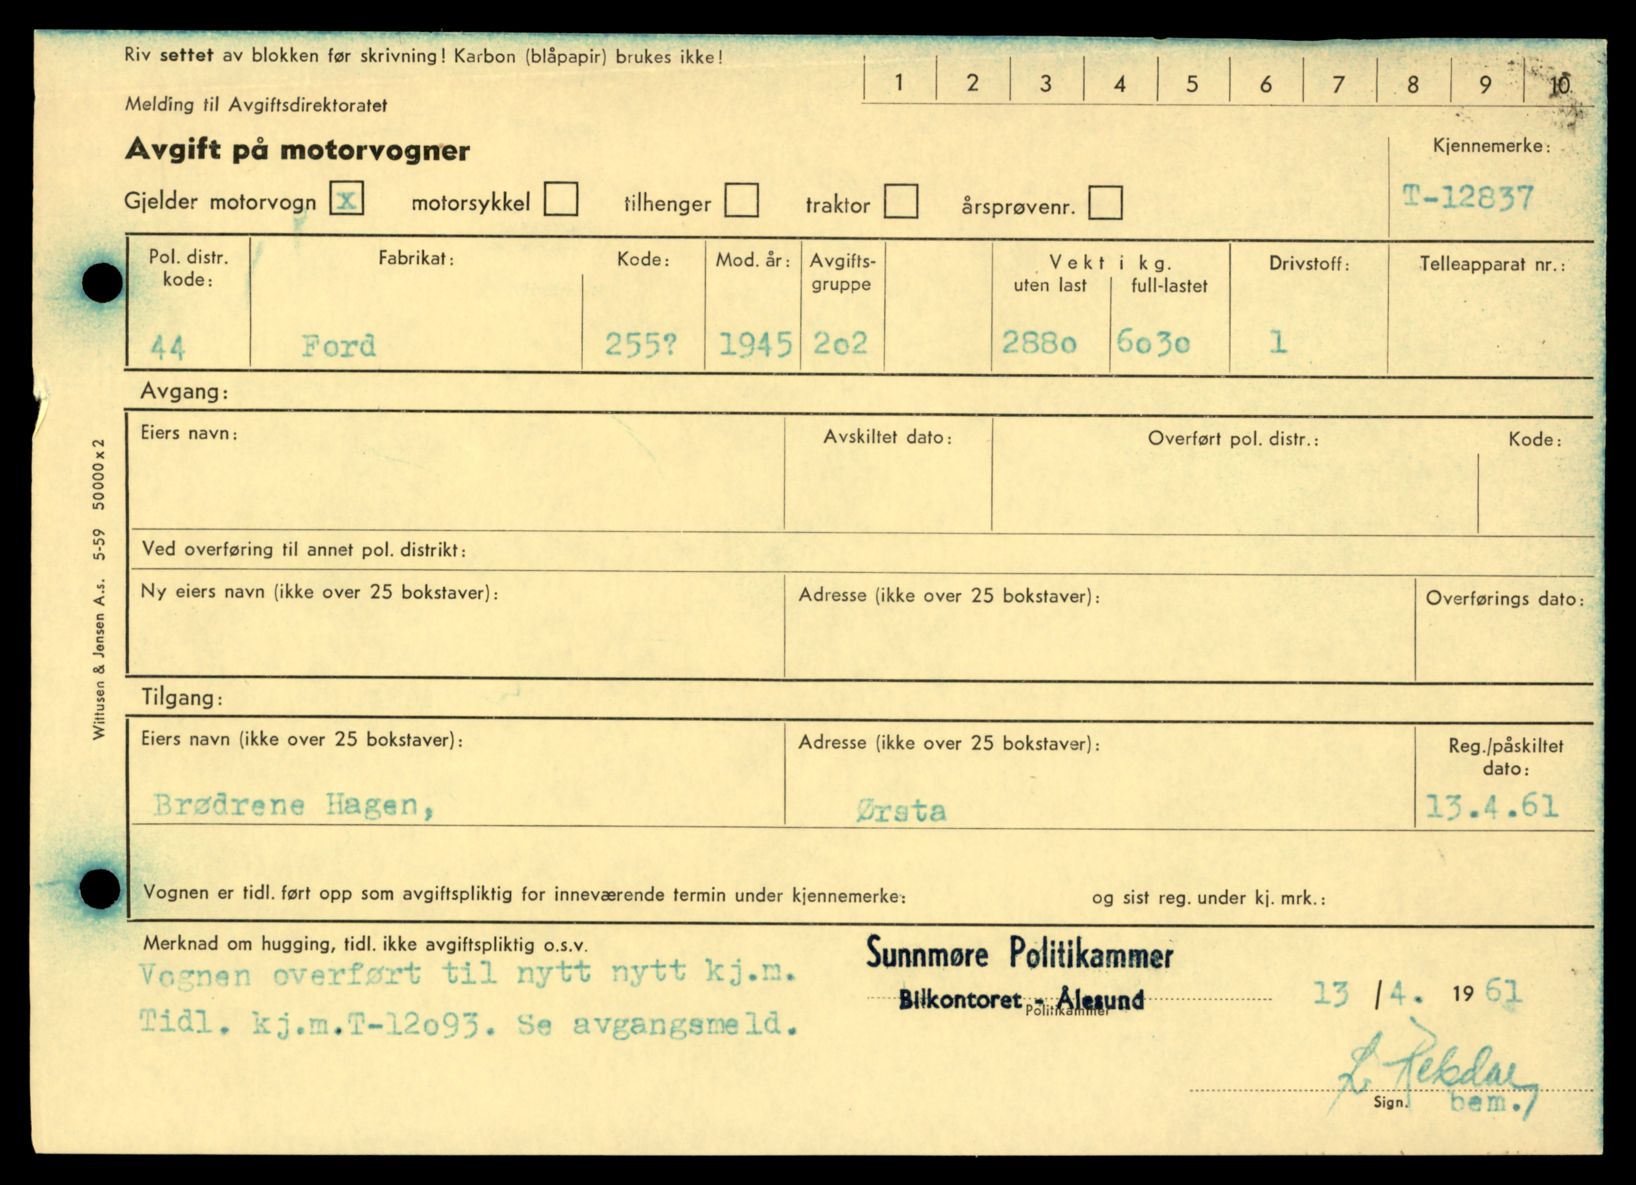 Riv settet av blokken før skrivning! Karbon (blåpapir) brukes ikke!
1 2 3 4 5 6 7 8 9 10
Melding til Avgiftsdirektoratet
Avgift på motorvogner
Kjennemerke:
T-12837
Gjelder motorvogn x motorsykkel tilhenger traktor årsprøvenr.
Pol. distr. kode: Fabrikat: Kode: Mod. år: Avgifts-gruppe Vekt i kg. uten last full-lastet Drivstoff: Telleapparat nr.:
44 Ford 255? 1945 2o2 288o 6o3o 1
Avgang:
Eiers navn: Avskiltet dato: Overført pol. distr.: Kode:
Ved overføring til annet pol. distrikt:
Ny eiers navn (ikke over 25 bokstaver): Adresse (ikke over 25 bokstaver): Overførings dato:
Tilgang:
Eiers navn (ikke over 25 bokstaver): Adresse (ikke over 25 bokstaver): Reg./påskiltet dato:
Brødrene Hagen, Ørsta 13.4.61
Vognen er tidl. ført opp som avgiftspliktig for inneværende termin under kjennemerke: og sist reg. under kj. mrk.:
Merknad om hugging, tidl. ikke avgiftspliktig o.s.v.
Vognen overført til nytt nytt kj.m.
Tidl. kj.m.T-12o93. Se avgangsmeld.
Sunnmøre Politikammer
Bilkontoret - Ålesund
Politikammer
13 /4. 1961
Sign. bem.
Wittusen & Jensen A.s. 5-59 50000 x 2